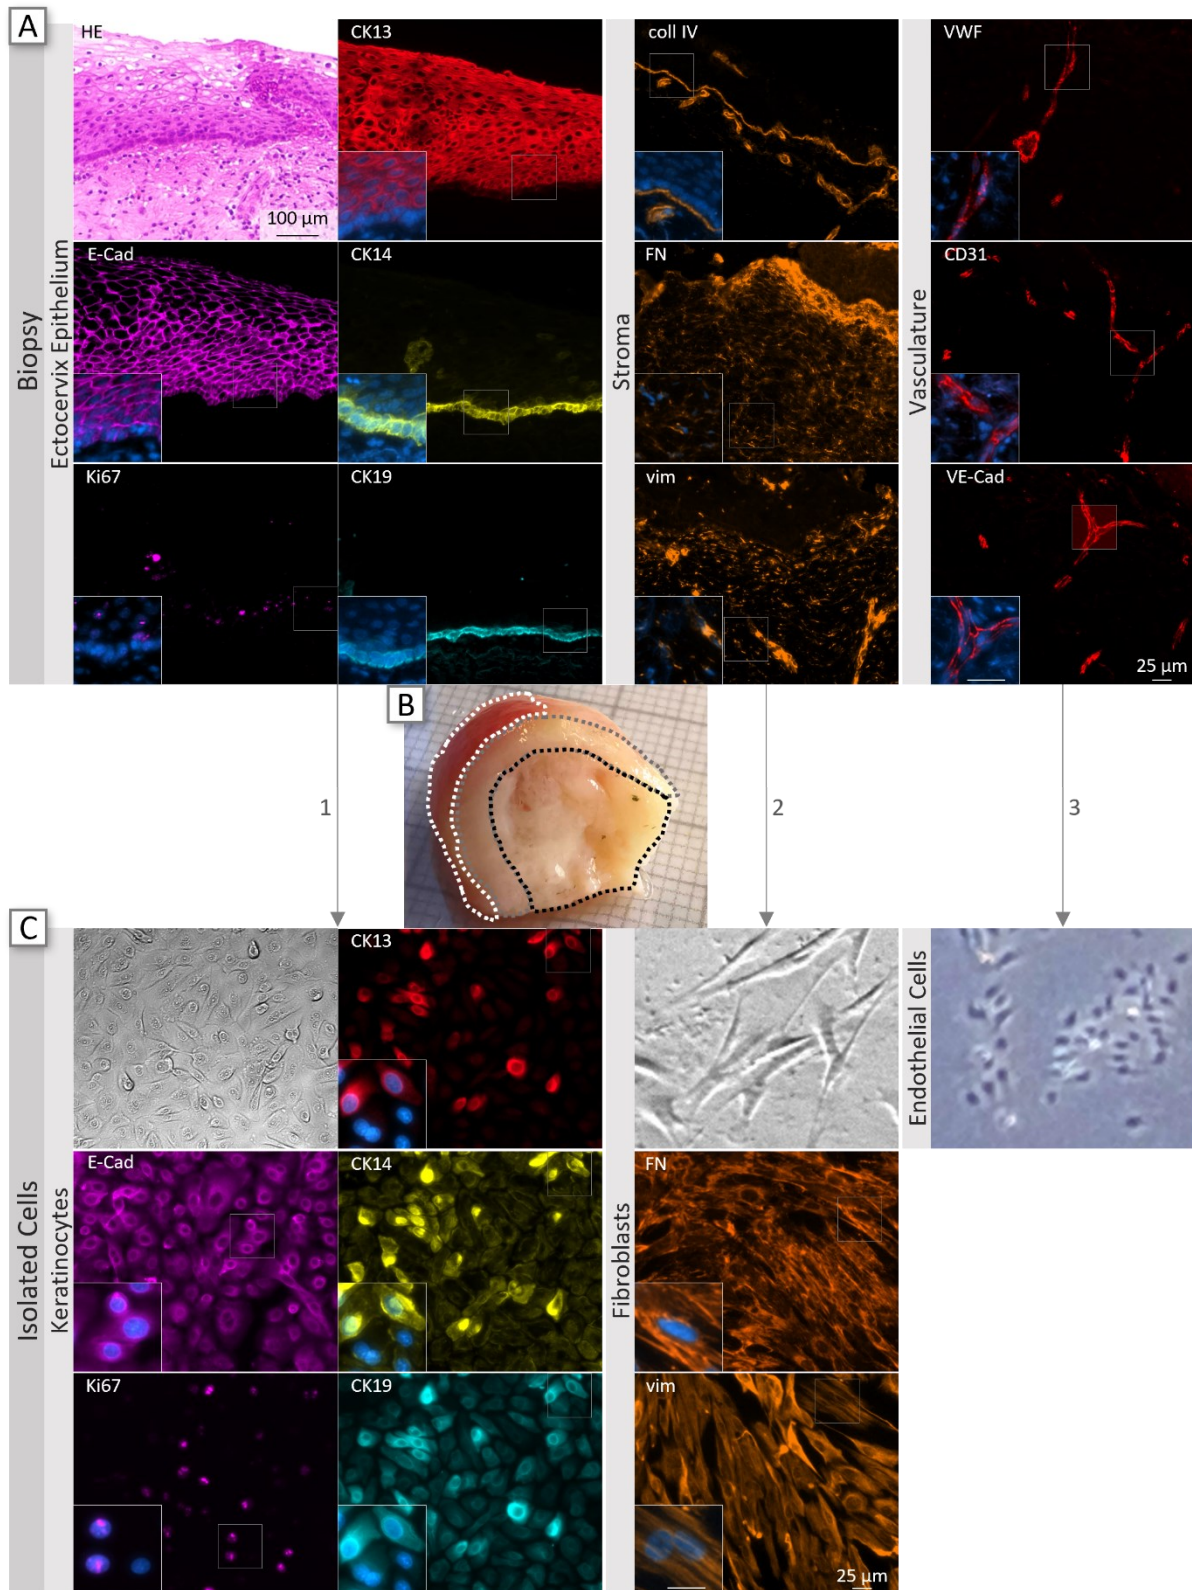 A
Biopsy
Ectocervix Epithelium
HE
100 µm
CK13
E-Cad
CK14
Ki67
CK19
Stroma
coll IV
FN
vim
Vasculature
VWF
CD31
VE-Cad
25 µm
B
1
2
3
C
Isolated Cells
Keratinocytes
CK13
E-Cad
CK14
Ki67
CK19
Fibroblasts
FN
vim
25 µm
Endothelial Cells